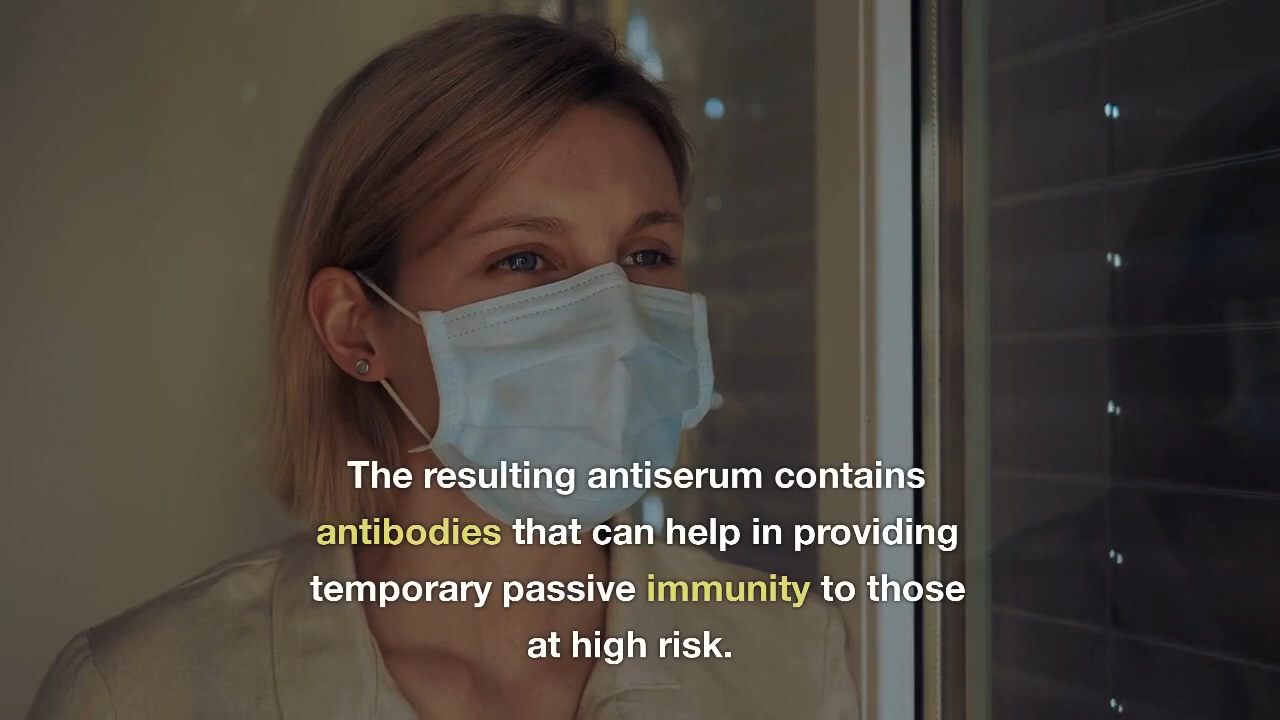 The resulting antiserum contains
antibodies that can help in providing
temporary passive immunity to those
at high risk.